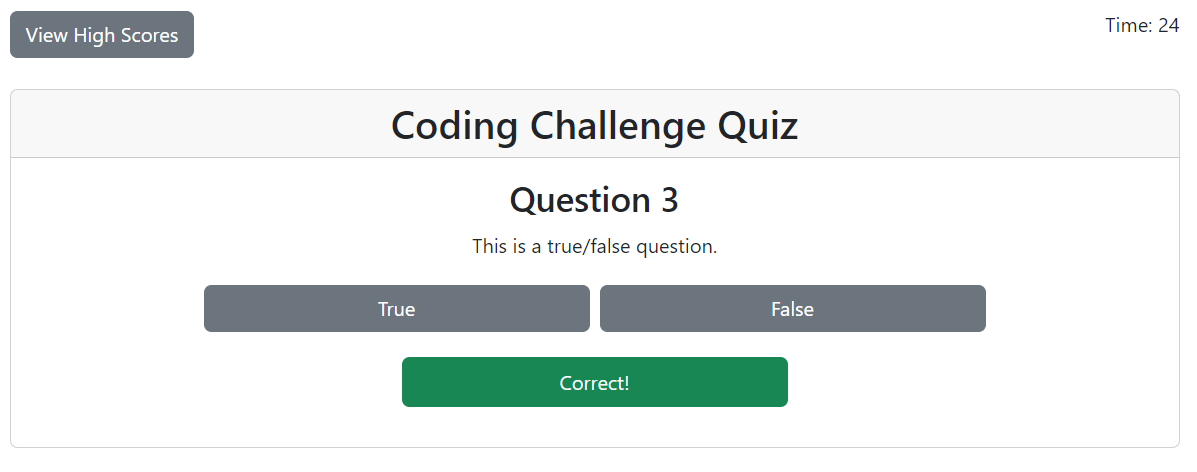 View High Scores
Time: 24
Coding Challenge Quiz
Question 3
This is a true/false question.
True
False
Correct!